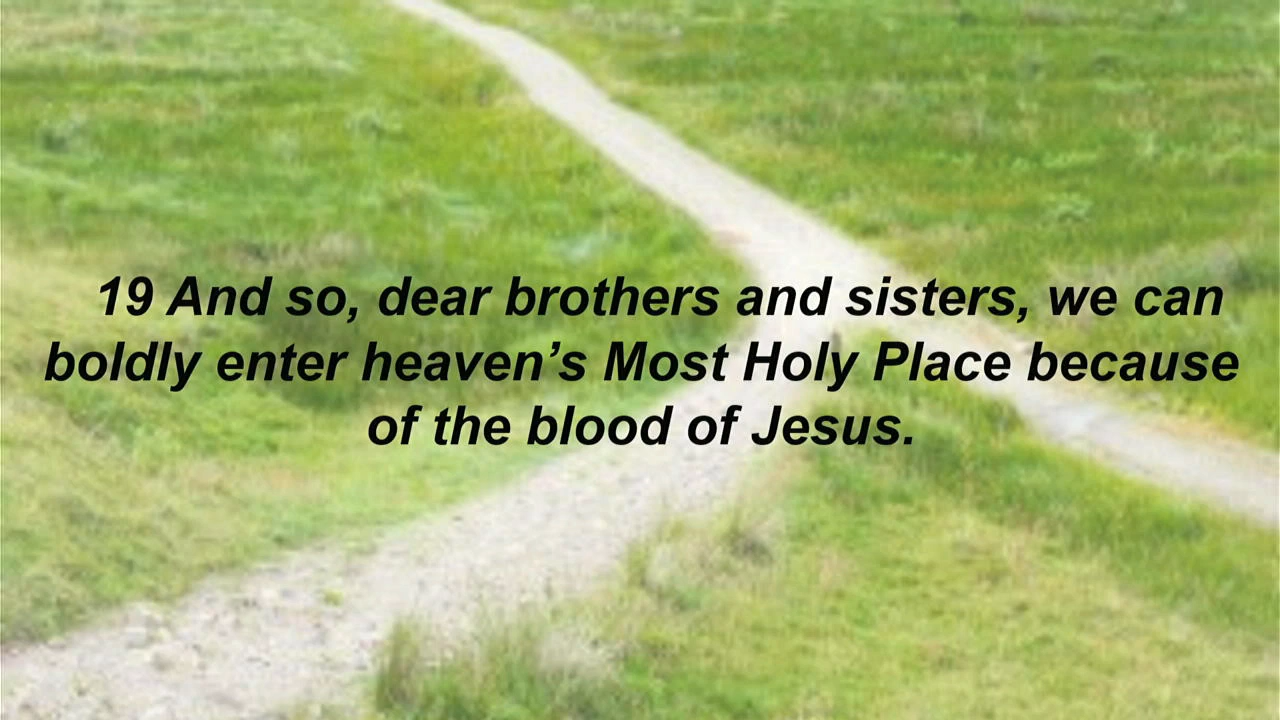 19 And so, dear brothers and sisters, we can
boldly enter heaven’s Most Holy Place because
of the blood of Jesus.